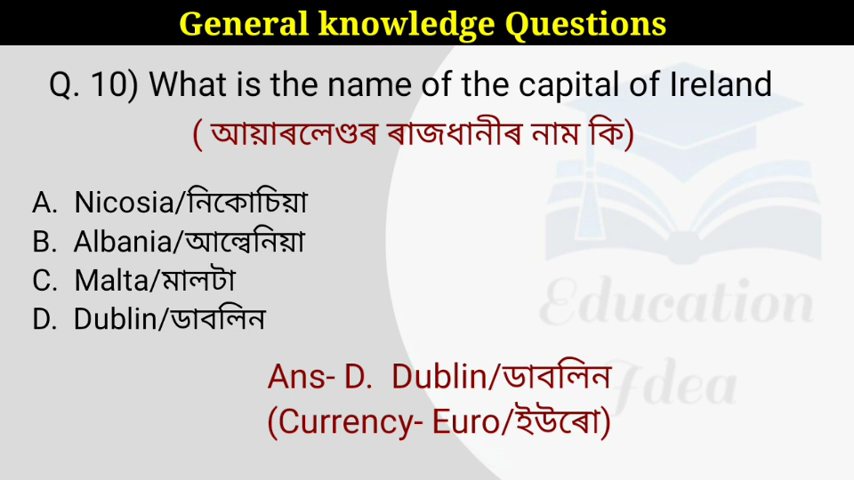 General knowledge Questions
Q. 10) What is the name of the capital of Ireland
( আয়াৰলেণ্ডৰ ৰাজধানীৰ নাম কি)
A. Nicosia/নিকোচিয়া
B. Albania/আল্বেনিয়া
C. Malta/মালটা
D. Dublin/ডাবলিন
Education
Idea
Ans- D. Dublin/ডাবলিন
(Currency- Euro/ইউৰো)